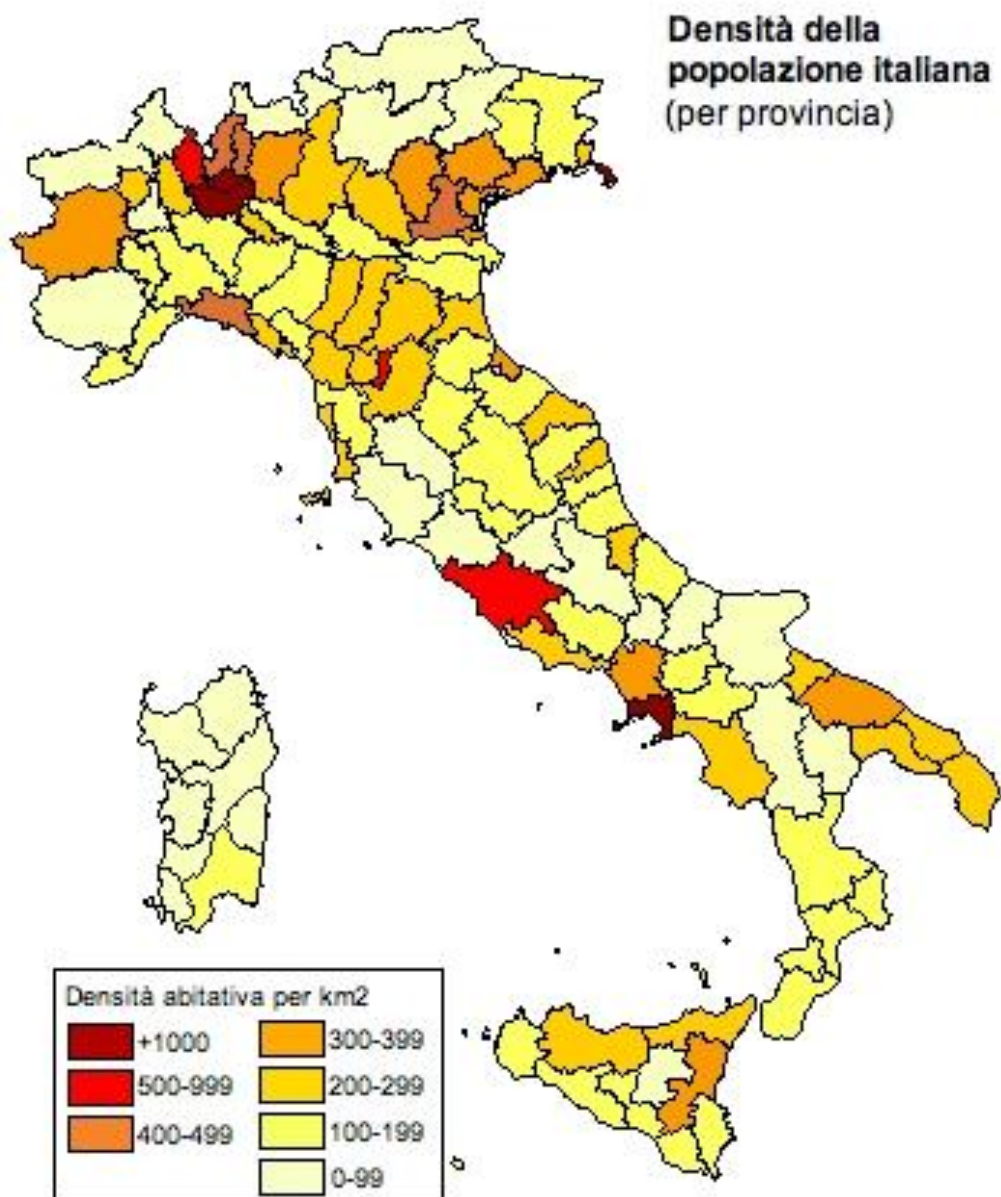 Densità della
popolazione italiana
(per provincia)
Densità abitativa per km2
+1000
500-999
400-499
300-399
200-299
100-199
0-99